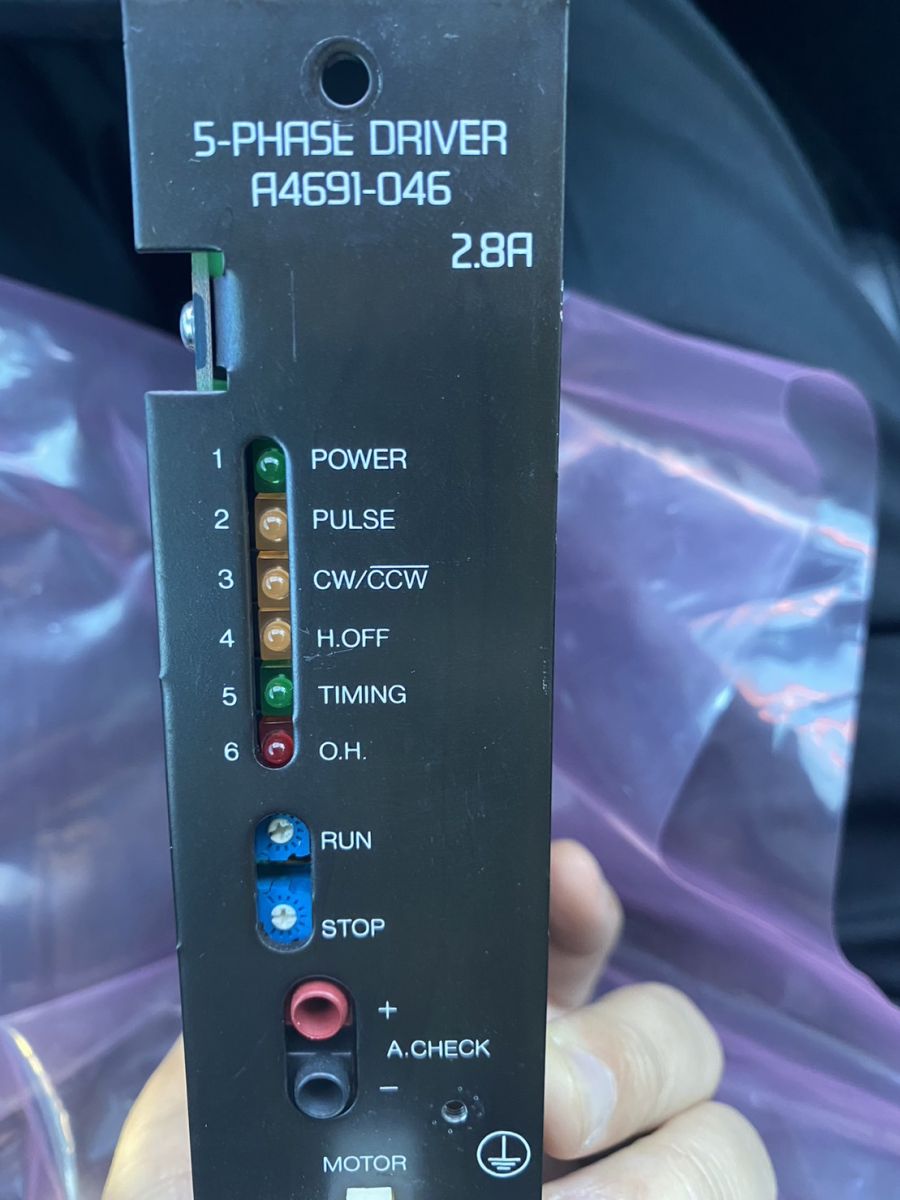 5-PHASE DRIVER
A4691-046
2.8A
1 POWER
2 PULSE
3 CW/C̅C̅W̅
4 H.OFF
5 TIMING
6 O.H.
RUN
STOP
+
A.CHECK
−
MOTOR